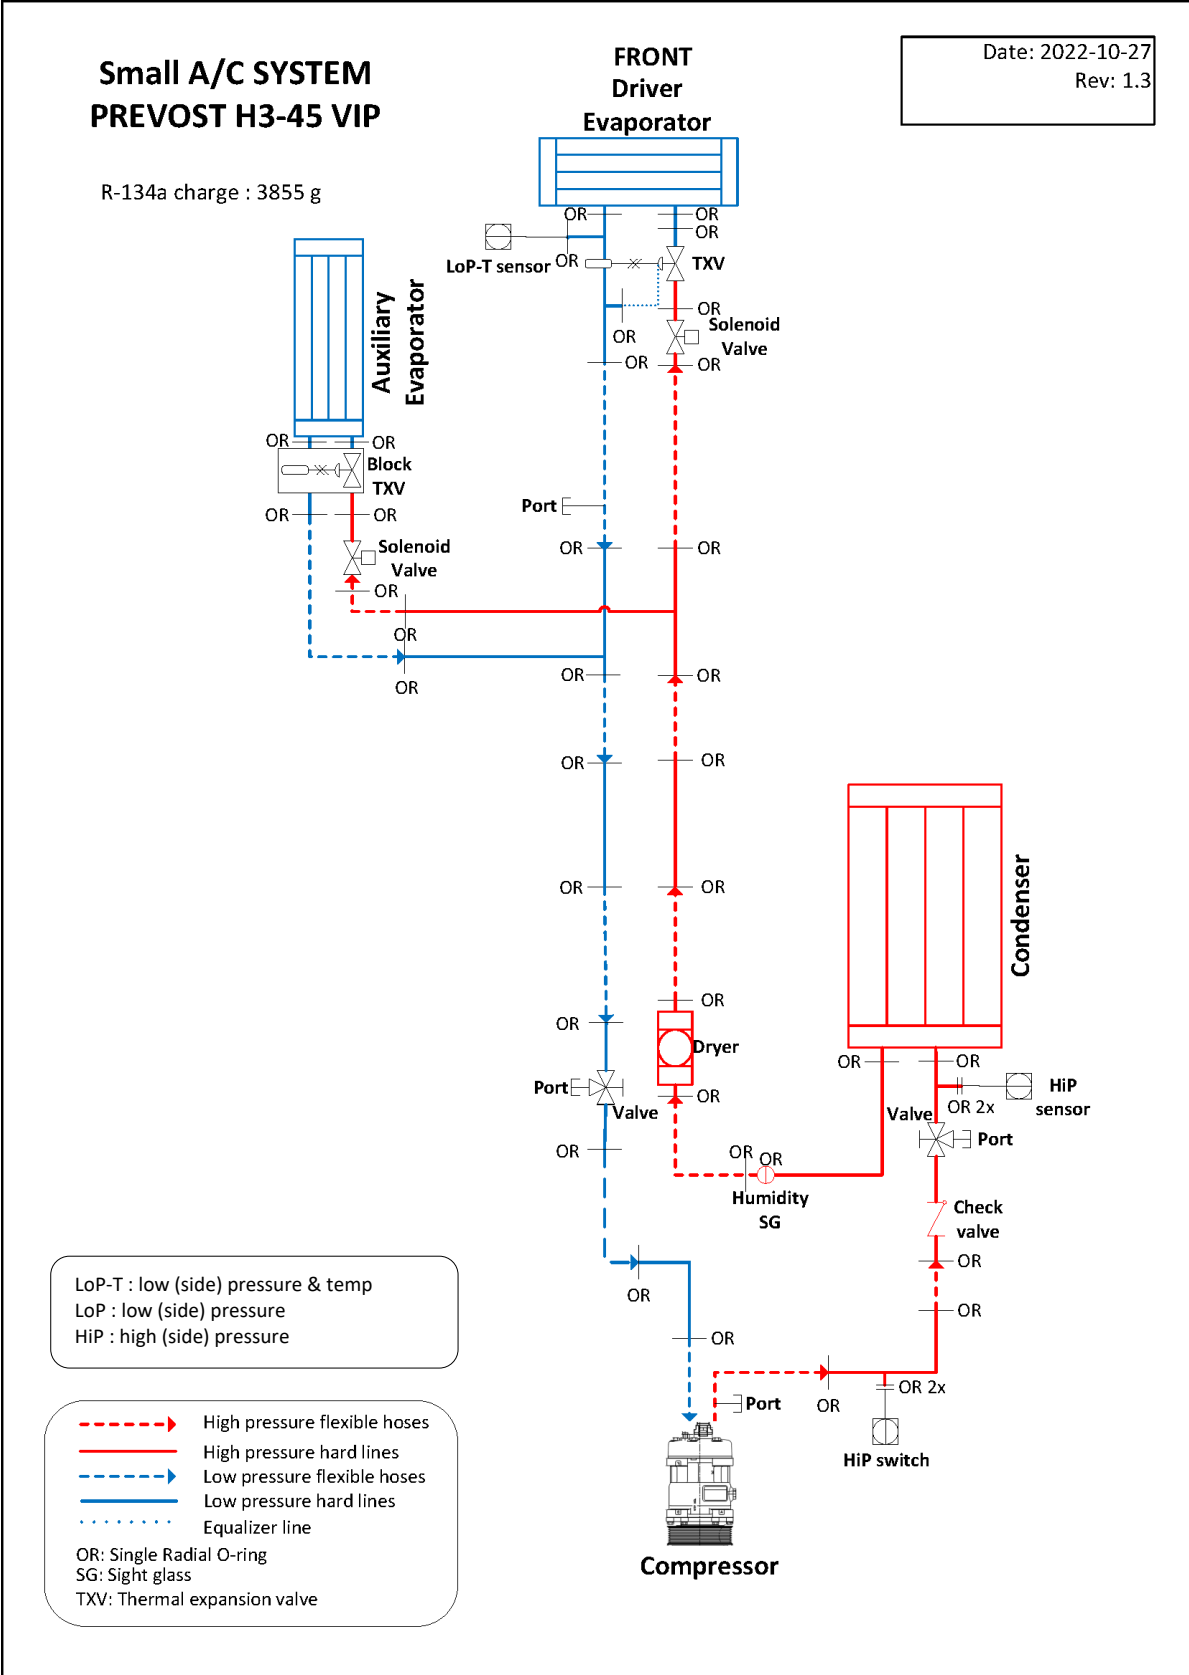 Small A/C SYSTEM
PREVOST H3-45 VIP
R-134a charge : 3855 g
FRONT
Driver
Evaporator
Date: 2022-10-27
Rev: 1.3
OR
OR
OR
LoP-T sensor
OR
TXV
OR
OR
Solenoid
Valve
OR
OR
Auxiliary
Evaporator
OR
OR
Block
TXV
OR
OR
Port
Solenoid
Valve
OR
OR
OR
OR
OR
OR
OR
OR
OR
OR
OR
OR
Condenser
OR
OR
Dryer
Port
Valve
OR
OR
OR
OR
HiP
sensor
OR 2x
Valve
Port
OR
OR
Humidity
SG
Check
valve
OR
OR
OR
OR
OR
OR 2x
Port
HiP switch
Compressor
LoP-T : low (side) pressure & temp
LoP : low (side) pressure
HiP : high (side) pressure
High pressure flexible hoses
High pressure hard lines
Low pressure flexible hoses
Low pressure hard lines
Equalizer line
OR: Single Radial O-ring
SG: Sight glass
TXV: Thermal expansion valve